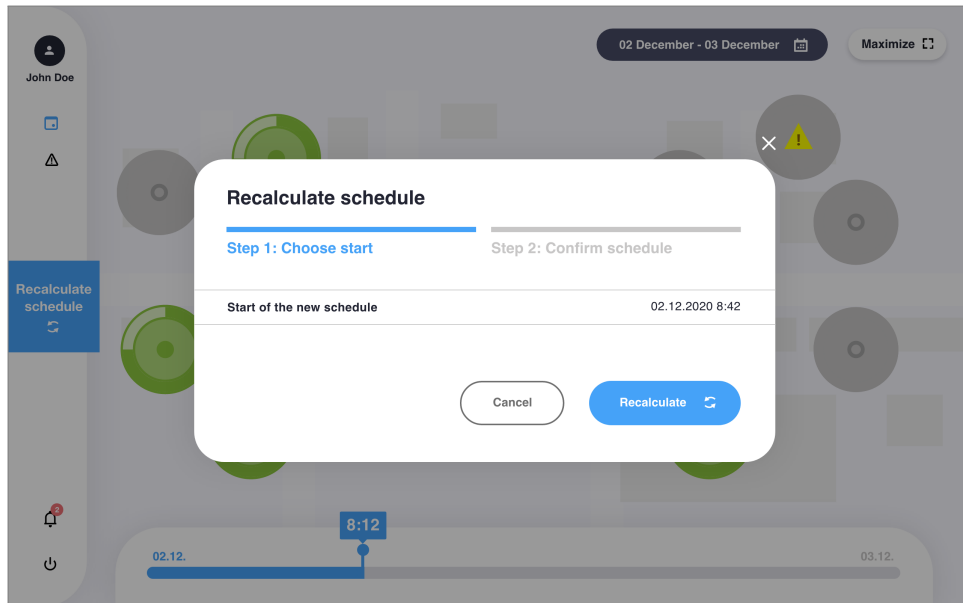 John Doe
02 December - 03 December
Maximize
Recalculate schedule
Step 1: Choose start
Step 2: Confirm schedule
Recalculate
schedule
Start of the new schedule
02.12.2020 8:42
Cancel
Recalculate
2
8:12
02.12.
03.12.